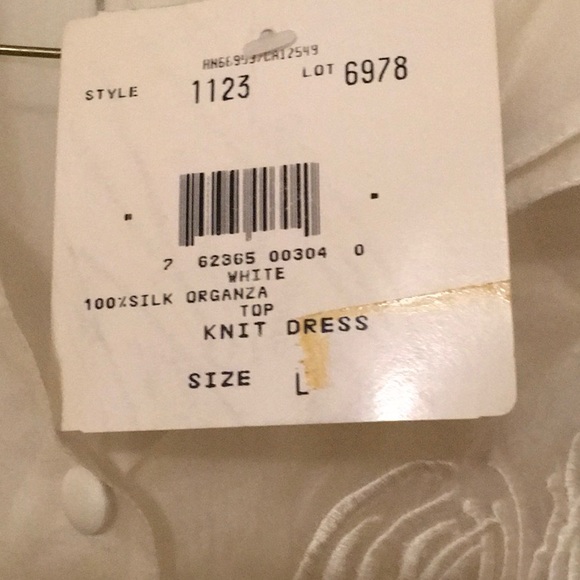 STYLE 1123 LOT 6978
7 62365 00304 0
WHITE
100%SILK ORGANZA
TOP
KNIT DRESS
SIZE L